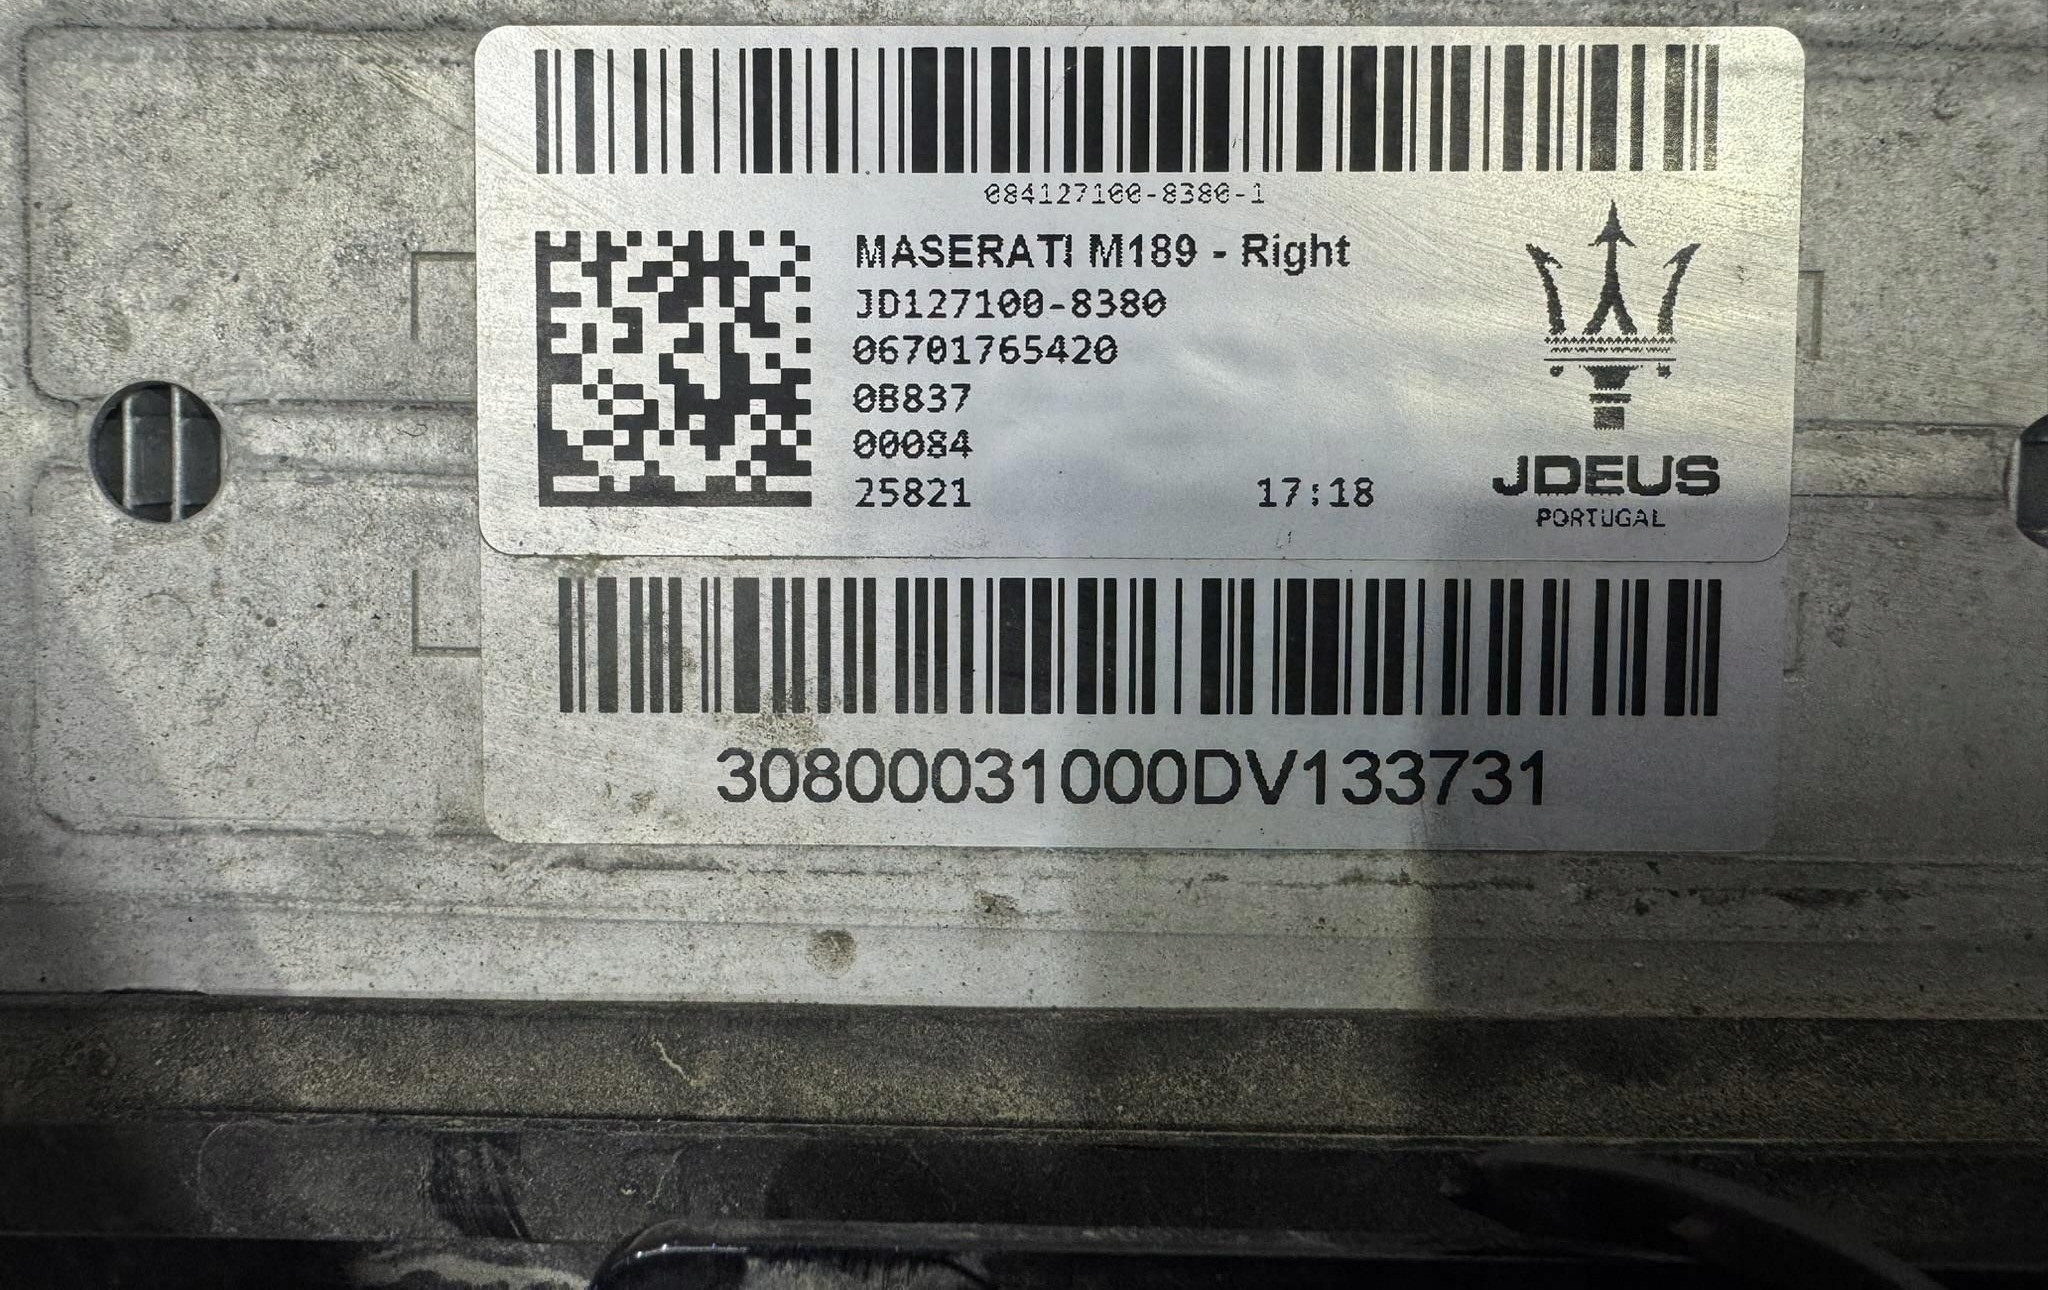 084127100-8380-1
MASERATI M189 - Right
JD127100-8380
06701765420
08837
00084
25821 17:18
JDEUS
PORTUGAL
30800031000DV133731